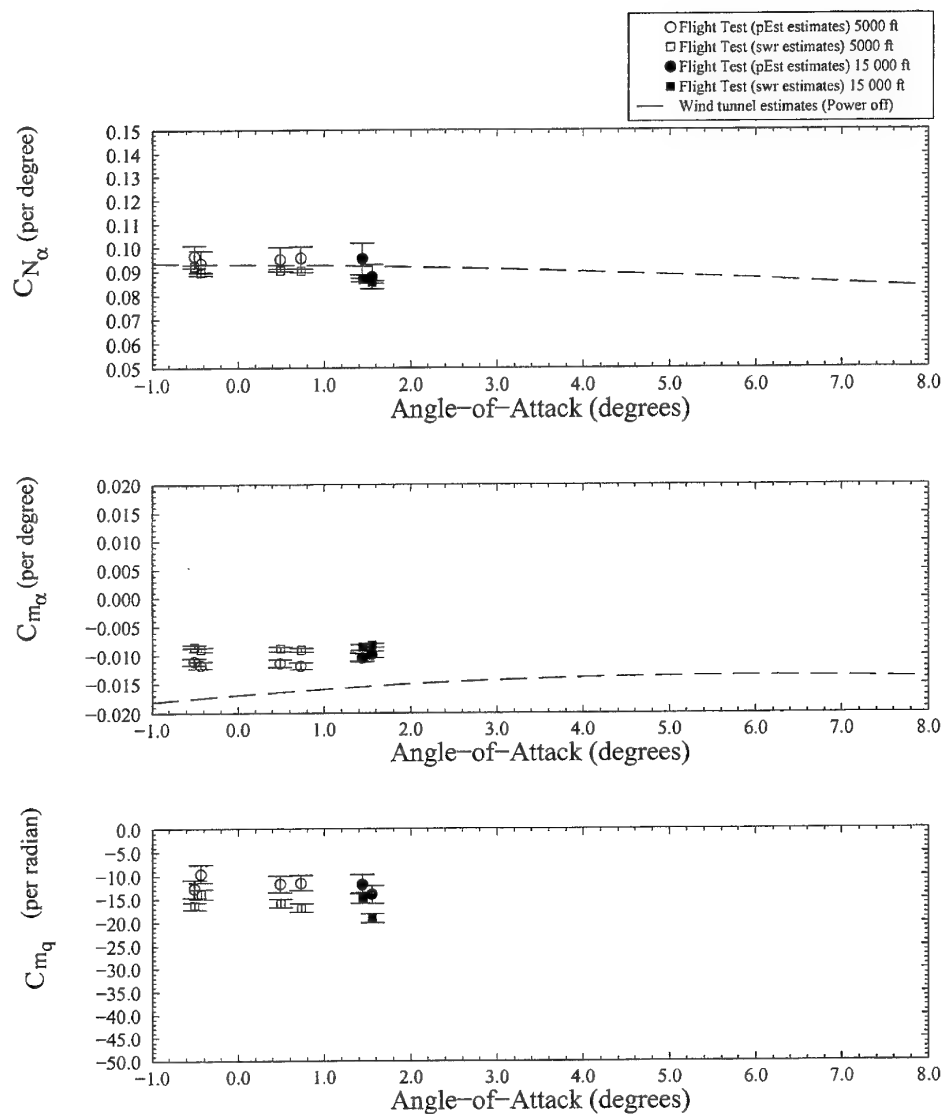 ○ Flight Test (pEst estimates) 5000 ft
□ Flight Test (swr estimates) 5000 ft
● Flight Test (pEst estimates) 15 000 ft
■ Flight Test (swr estimates) 15 000 ft
— — Wind tunnel estimates (Power off)
C_Nα (per degree)
0.15
0.14
0.13
0.12
0.11
0.10
0.09
0.08
0.07
0.06
0.05
−1.0 0.0 1.0 2.0 3.0 4.0 5.0 6.0 7.0 8.0
Angle−of−Attack (degrees)
C_mα (per degree)
0.020
0.015
0.010
0.005
0.000
−0.005
−0.010
−0.015
−0.020
−1.0 0.0 1.0 2.0 3.0 4.0 5.0 6.0 7.0 8.0
Angle−of−Attack (degrees)
C_mq (per radian)
0.0
−5.0
−10.0
−15.0
−20.0
−25.0
−30.0
−35.0
−40.0
−45.0
−50.0
−1.0 0.0 1.0 2.0 3.0 4.0 5.0 6.0 7.0 8.0
Angle−of−Attack (degrees)